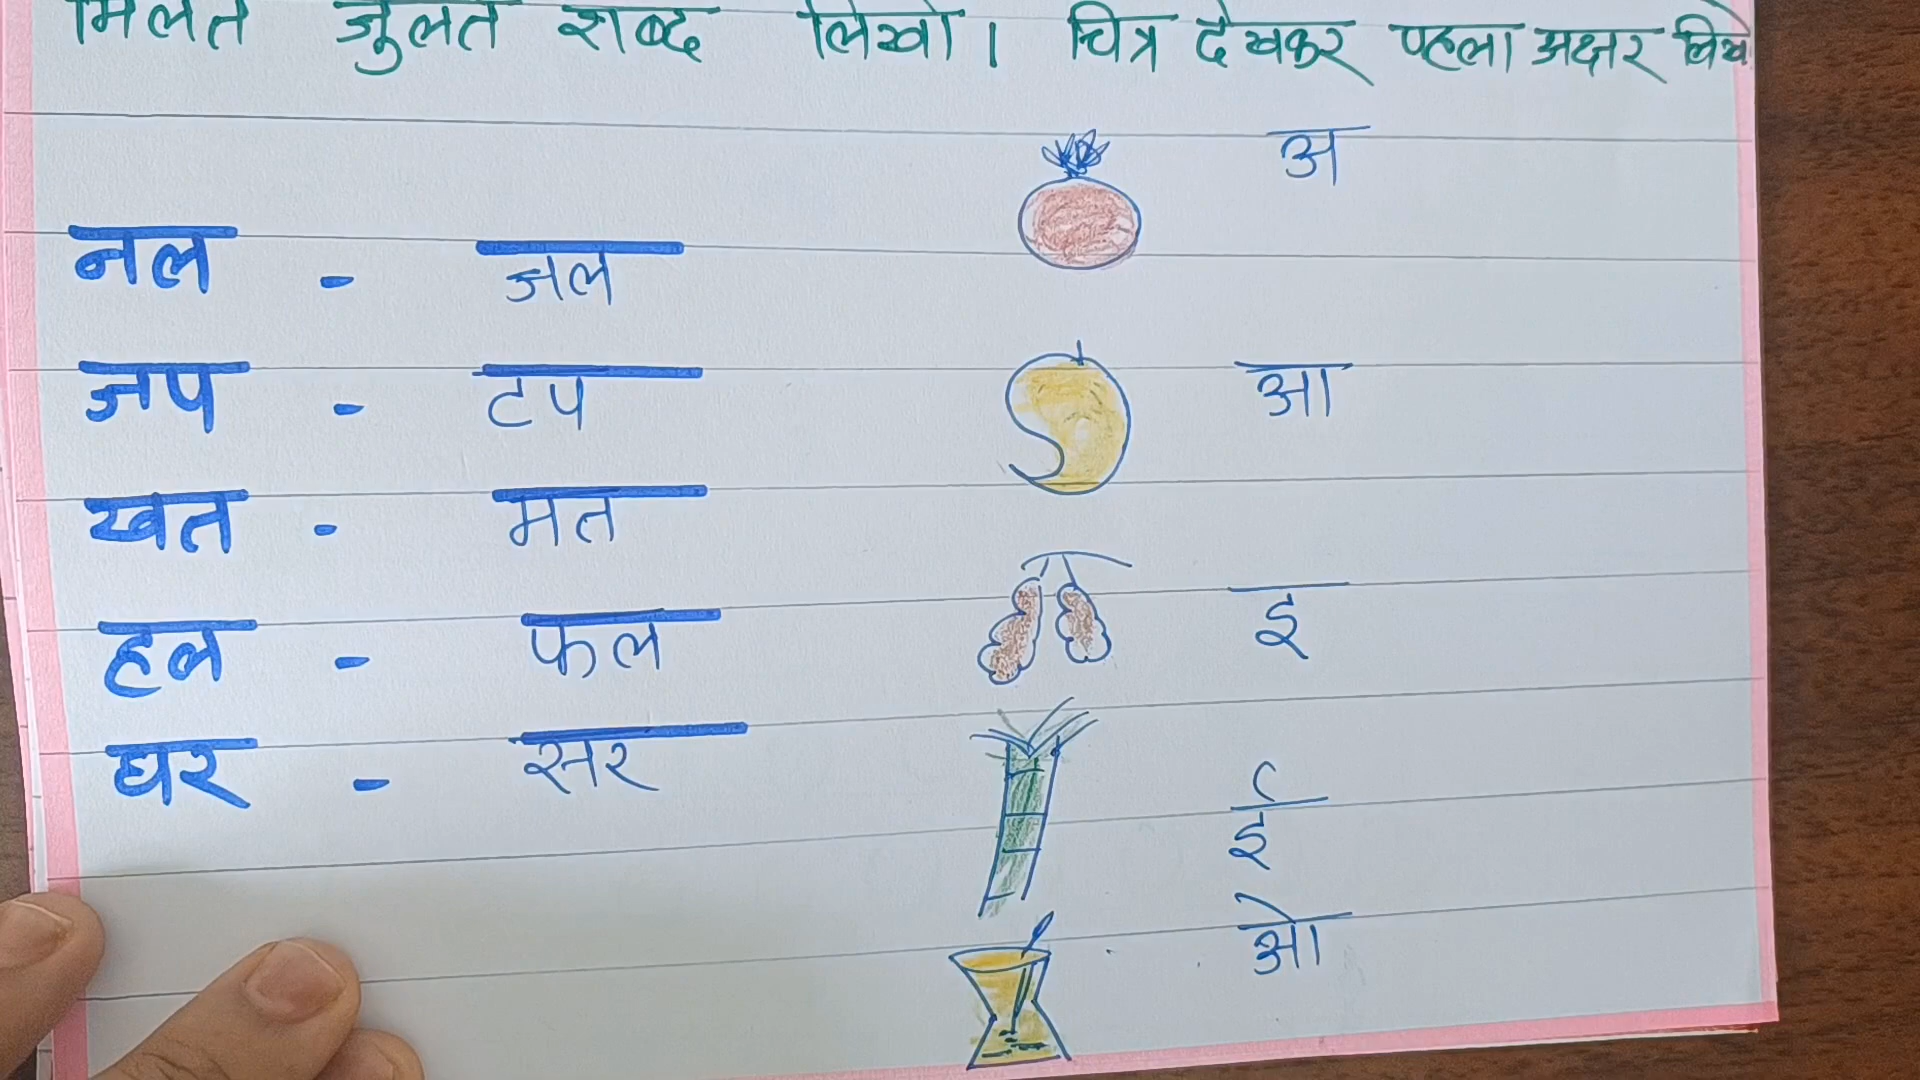 मिलते जुलते शब्द लिखो। चित्र देखकर पहला अक्षर लिखो
अ
नल - जल
जप - टप
आ
खत - मत
हल - फल
इ
घर - सर
ई
ओ